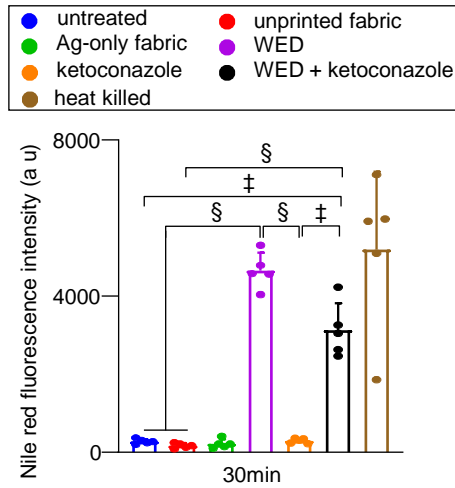 untreated
unprinted fabric
Ag-only fabric
WED
ketoconazole
WED + ketoconazole
heat killed
Nile red fluorescence intensity (a u)
8000
§
‡
§
§
‡
4000
0
30min